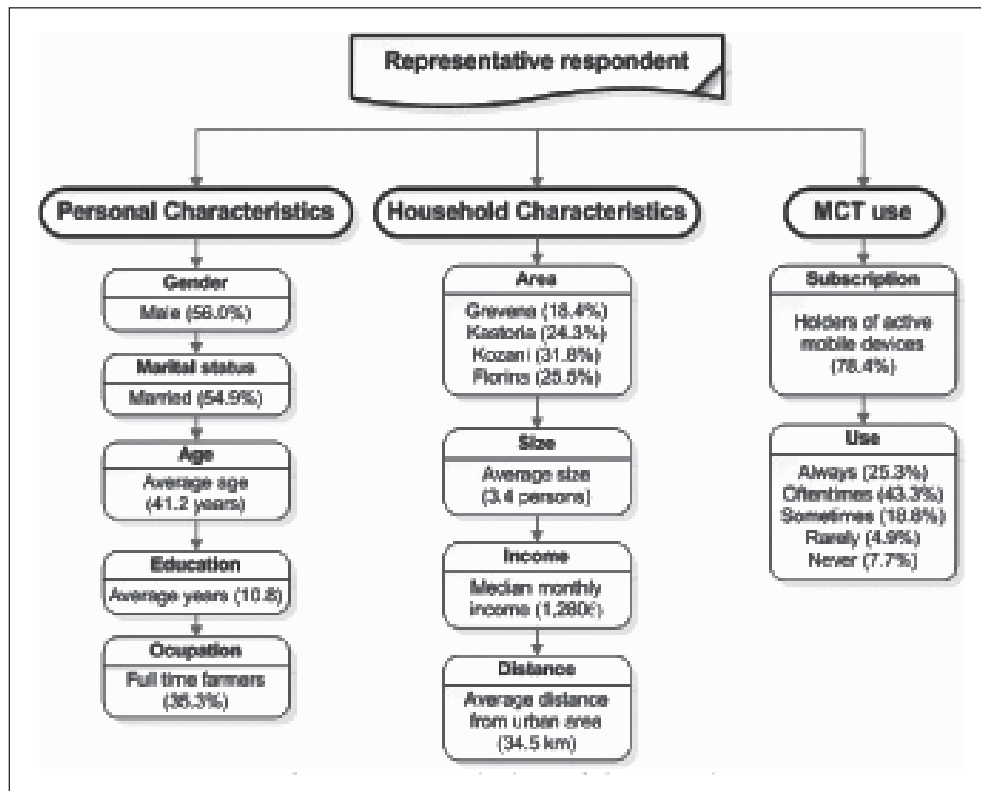 Representative respondent
Personal Characteristics
Gender
Male (56.0%)
Marital status
Married (54.9%)
Age
Average age
(41.2 years)
Education
Average years (10.8)
Ocupation
Full time farmers
(35.3%)
Household Characteristics
Area
Grevena (18.4%)
Kastoria (24.3%)
Kozani (31.8%)
Florina (25.5%)
Size
Average size
(3.4 persons)
Income
Median monthly
income (1,280€)
Distance
Average distance
from urban area
(34.5 km)
MCT use
Subscription
Holders of active
mobile devices
(78.4%)
Use
Always (25.3%)
Oftentimes (43.3%)
Sometimes (18.8%)
Rarely (4.9%)
Never (7.7%)